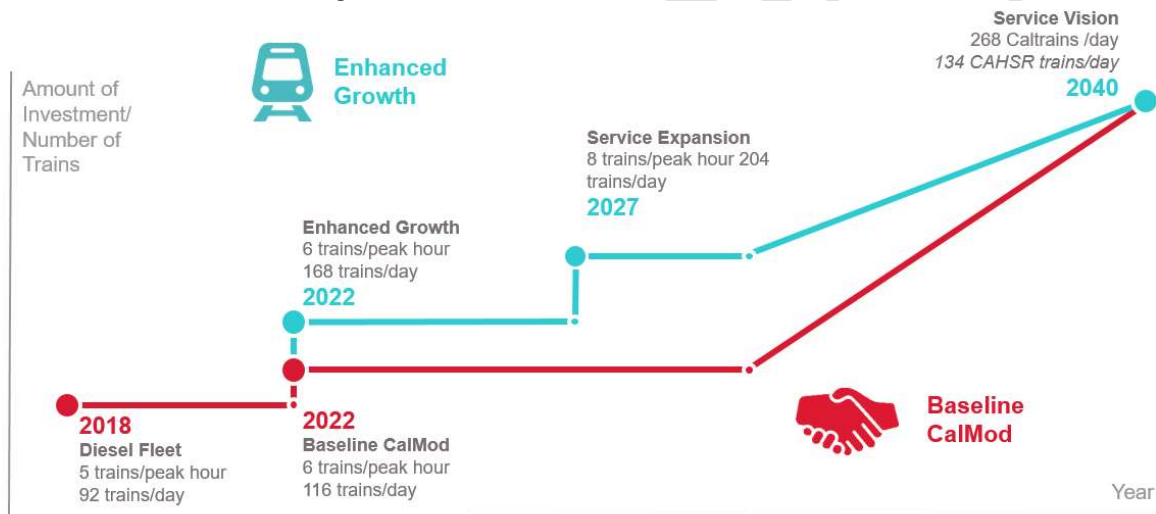 Service Vision
268 Caltrains /day
134 CAHSR trains/day
2040
Amount of
Investment/
Number of
Trains
Enhanced
Growth
Service Expansion
8 trains/peak hour 204
trains/day
2027
Enhanced Growth
6 trains/peak hour
168 trains/day
2022
2018
Diesel Fleet
5 trains/peak hour
92 trains/day
2022
Baseline CalMod
6 trains/peak hour
116 trains/day
Baseline
CalMod
Year